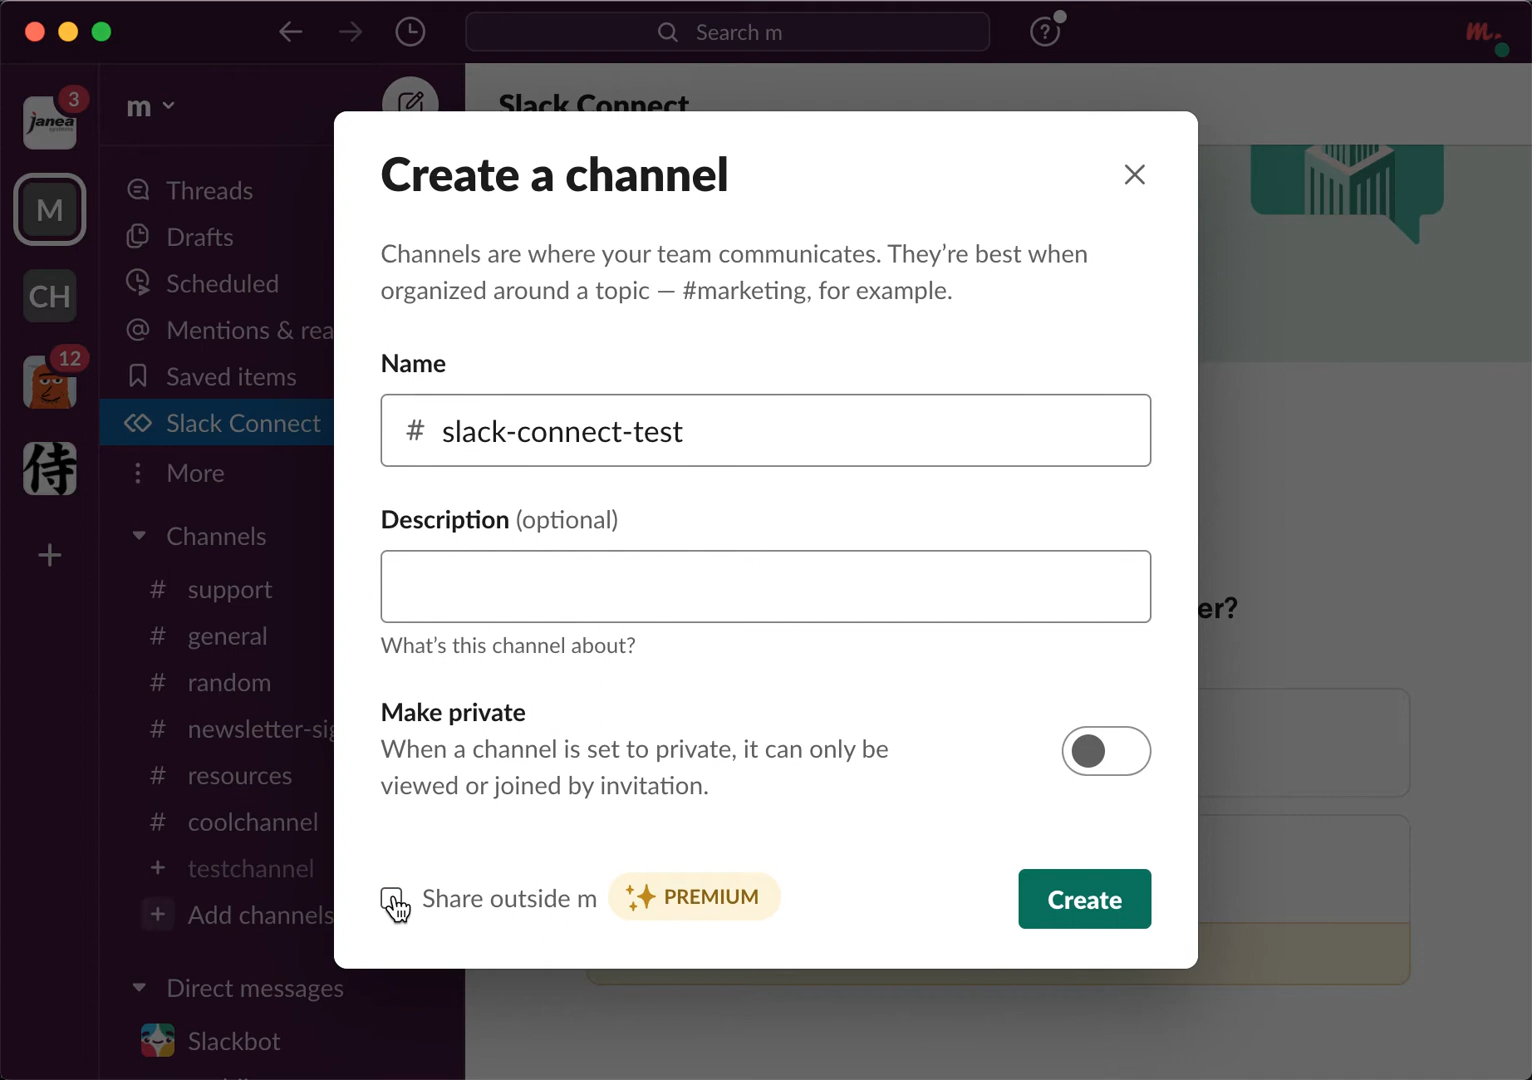 Search m
?
m.
3
janea
m
Slack Connect
M
Threads
CH
Drafts
Scheduled
@ Mentions & rea
12
Saved items
侍
Slack Connect
More
+
Channels
# support
# general
# random
# newsletter-sig
# resources
# coolchannel
+ testchannel
+ Add channels
Direct messages
Slackbot
Create a channel
Channels are where your team communicates. They’re best when
organized around a topic — #marketing, for example.
Name
# slack-connect-test
Description (optional)
What’s this channel about?
Make private
When a channel is set to private, it can only be
viewed or joined by invitation.
Share outside m
PREMIUM
Create
er?